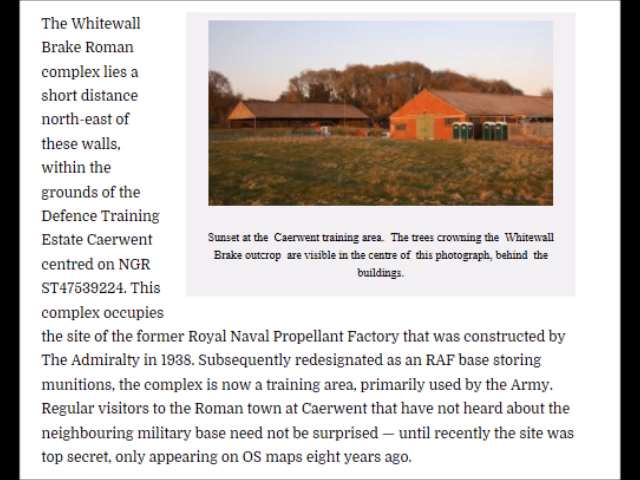 The Whitewall
Brake Roman
complex lies a
short distance
north-east of
these walls,
within the
grounds of the
Defence Training
Estate Caerwent
centred on NGR
ST47539224. This
complex occupies
Sunset at the Caerwent training area. The trees crowning the Whitewall
Brake outcrop are visible in the centre of this photograph, behind the
buildings.
the site of the former Royal Naval Propellant Factory that was constructed by
The Admiralty in 1938. Subsequently redesignated as an RAF base storing
munitions, the complex is now a training area, primarily used by the Army.
Regular visitors to the Roman town at Caerwent that have not heard about the
neighbouring military base need not be surprised — until recently the site was
top secret, only appearing on OS maps eight years ago.